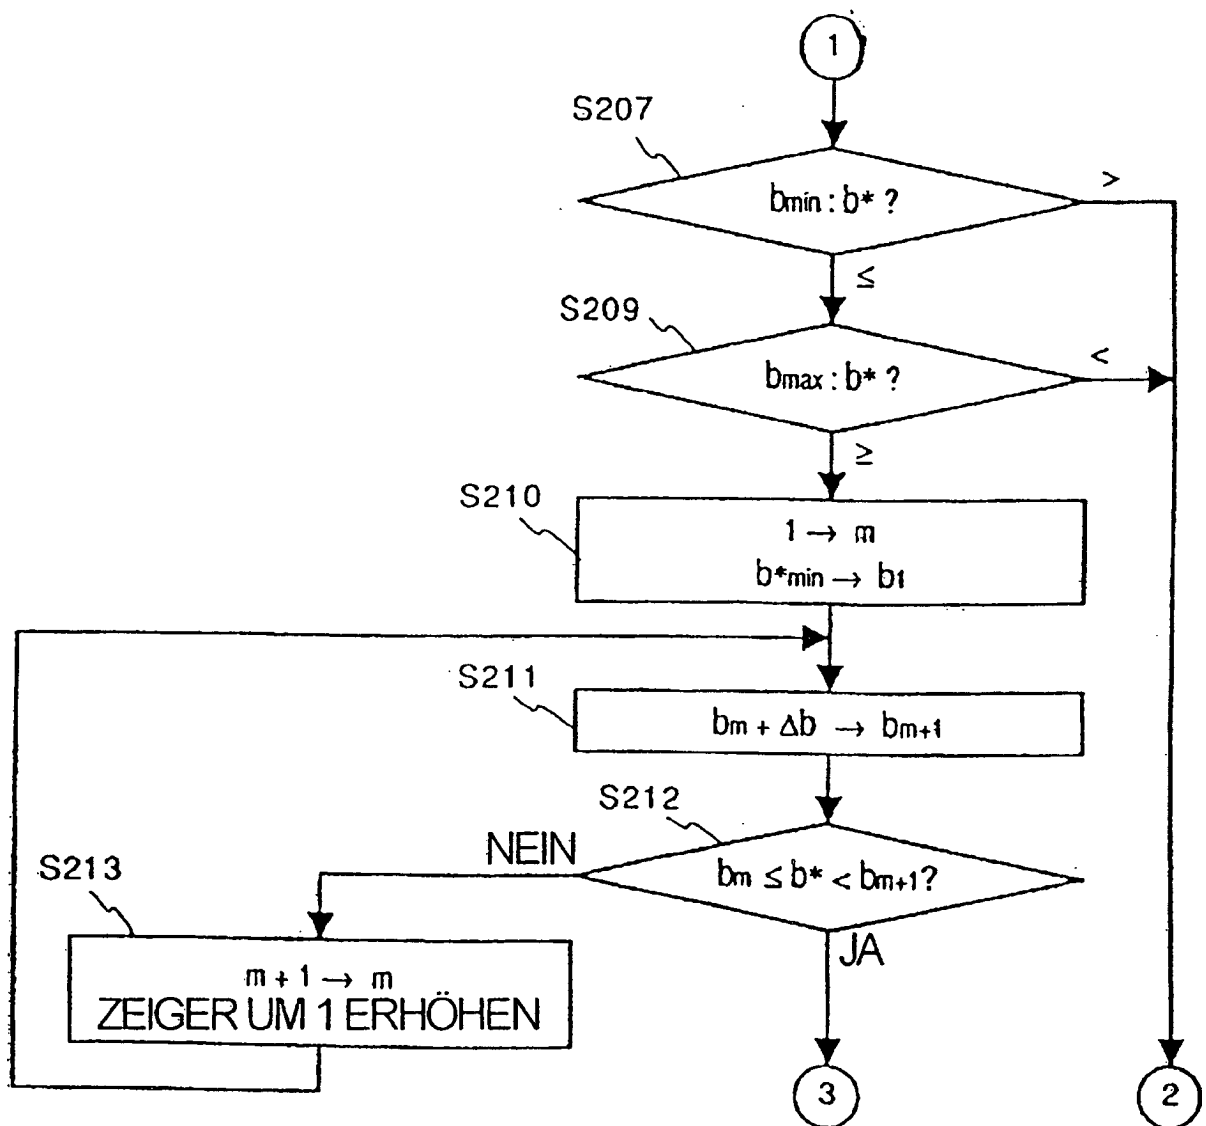 1
S207
bmin : b* ?
>
≤
S209
bmax : b* ?
<
≥
S210
1 → m
b*min → b1
S211
bm + Δb → bm+1
S212
NEIN
bm ≤ b* < bm+1?
S213
JA
m + 1 → m
ZEIGER UM 1 ERHÖHEN
3
2